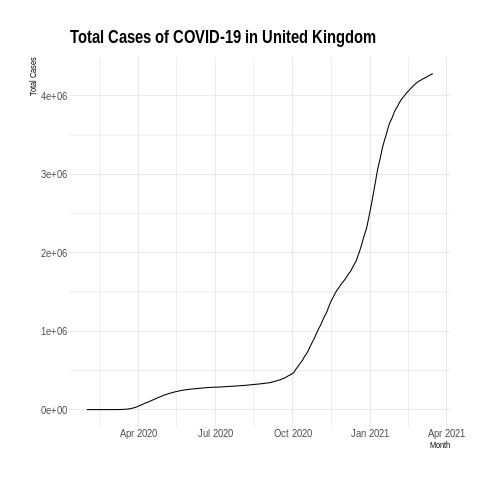 Total Cases of COVID-19 in United Kingdom
Total Cases
4e+06
3e+06
2e+06
1e+06
0e+00
Apr 2020 Jul 2020 Oct 2020 Jan 2021 Apr 2021
Month